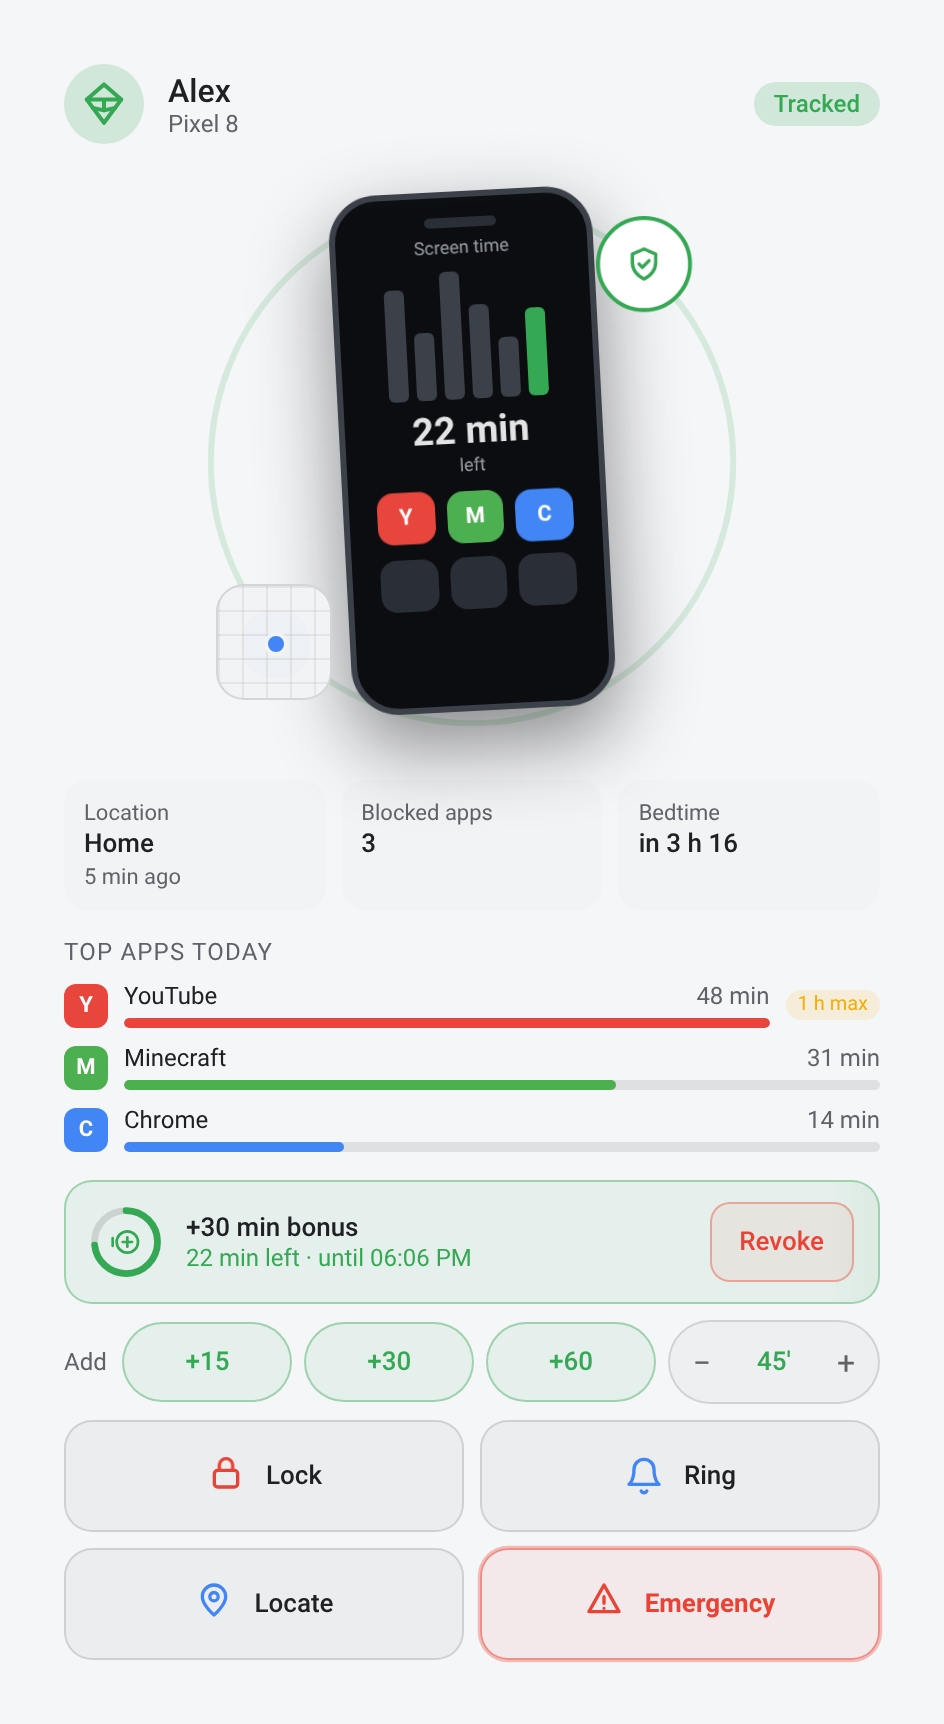 Alex
Pixel 8
Tracked
Screen time
22 min
left
Y M C
Location
Home
5 min ago
Blocked apps
3
Bedtime
in 3 h 16
TOP APPS TODAY
Y YouTube 48 min 1 h max
M Minecraft 31 min
C Chrome 14 min
+30 min bonus
22 min left · until 06:06 PM
Revoke
Add +15 +30 +60 − 45' +
Lock
Ring
Locate
Emergency